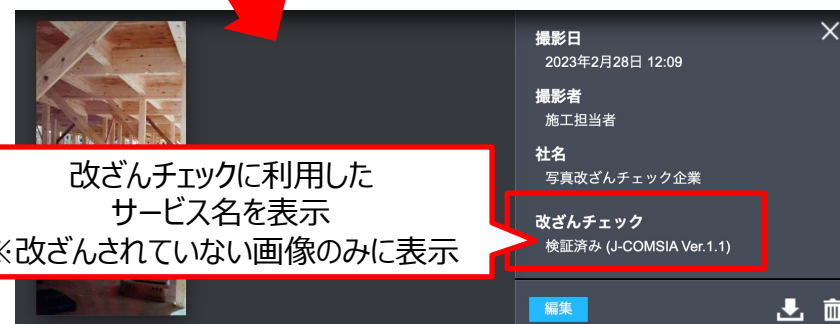 撮影日
2023年2月28日 12:09
撮影者
施工担当者
社名
写真改ざんチェック企業
改ざんチェック
検証済み (J-COMSIA Ver.1.1)
改ざんチェックに利用した
サービス名を表示
※改ざんされていない画像のみに表示
編集